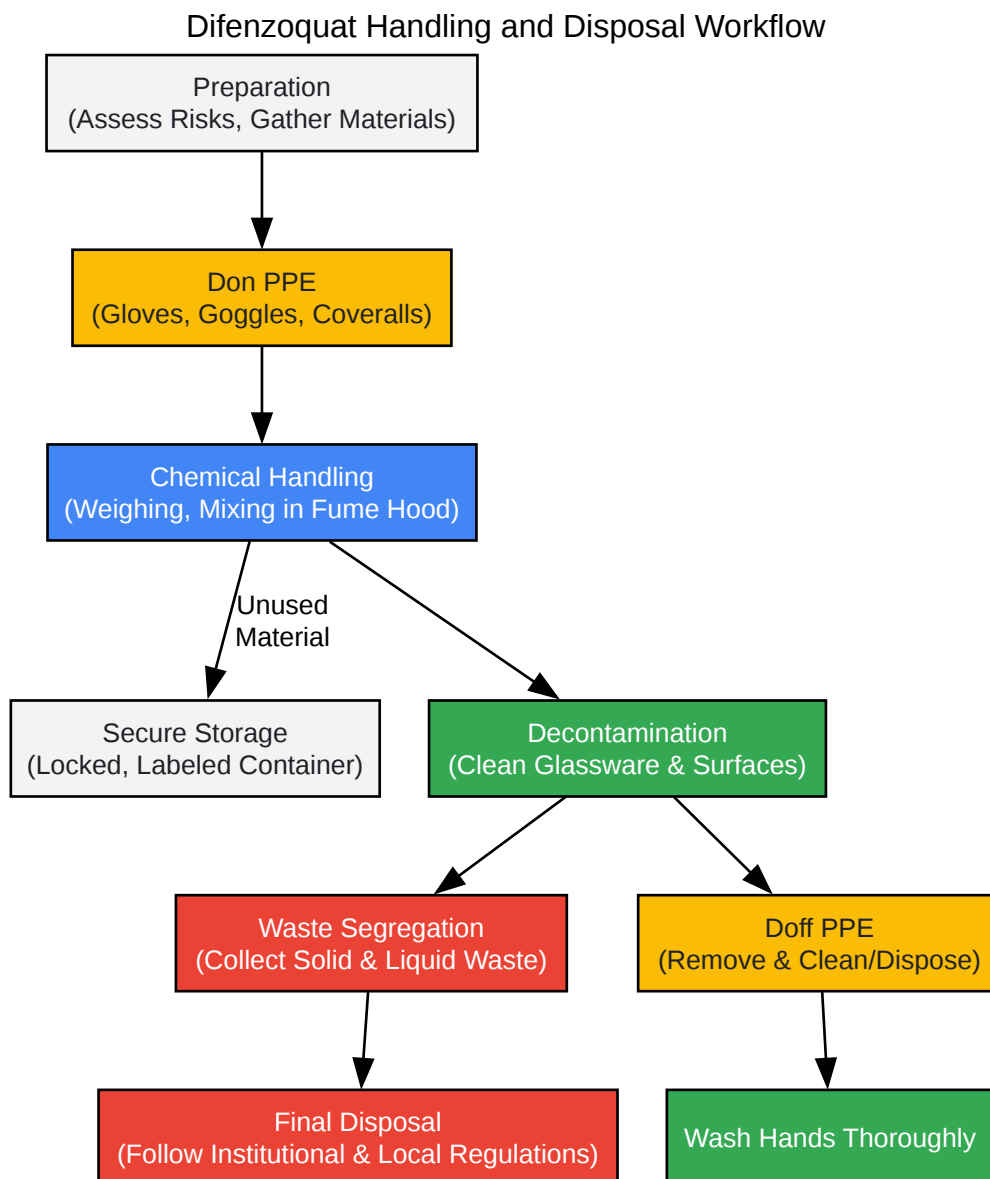 Difenzoquat Handling and Disposal Workflow
Preparation
(Assess Risks, Gather Materials)
Don PPE
(Gloves, Goggles, Coveralls)
Chemical Handling
(Weighing, Mixing in Fume Hood)
Unused
Material
Secure Storage
(Locked, Labeled Container)
Decontamination
(Clean Glassware & Surfaces)
Waste Segregation
(Collect Solid & Liquid Waste)
Doff PPE
(Remove & Clean/Dispose)
Final Disposal
(Follow Institutional & Local Regulations)
Wash Hands Thoroughly